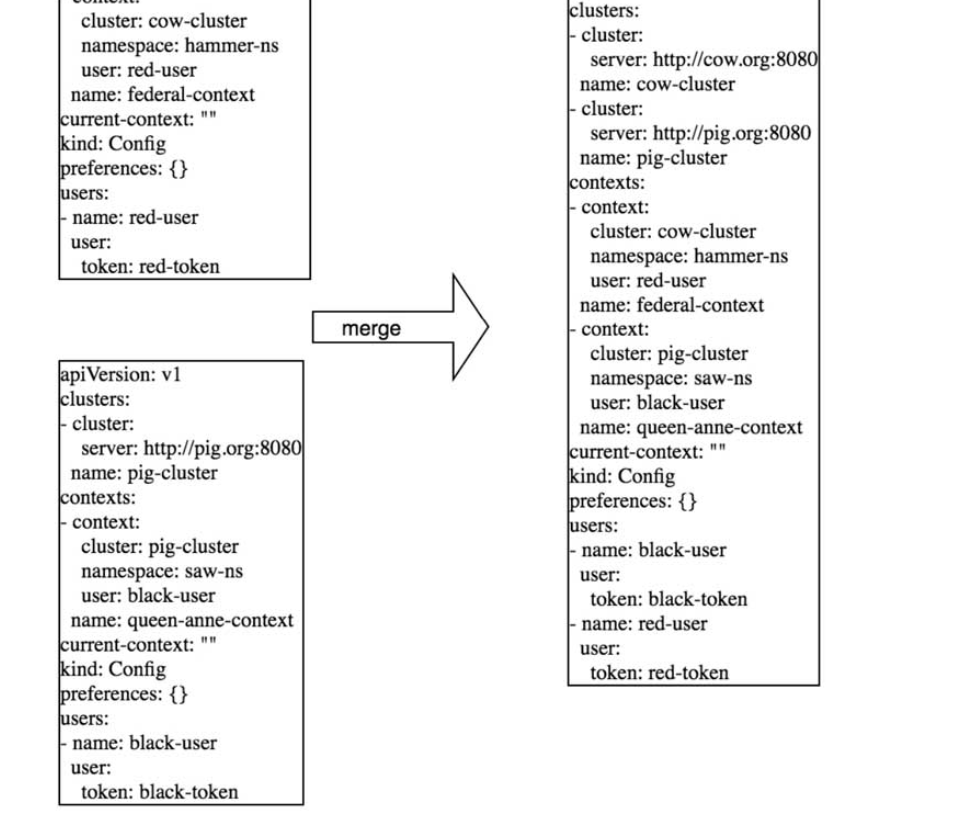 cluster: cow-cluster
namespace: hammer-ns
user: red-user
name: federal-context
current-context: ""
kind: Config
preferences: {}
users:
- name: red-user
user:
token: red-token
merge
apiVersion: v1
clusters:
- cluster:
server: http://pig.org:8080
name: pig-cluster
contexts:
- context:
cluster: pig-cluster
namespace: saw-ns
user: black-user
name: queen-anne-context
current-context: ""
kind: Config
preferences: {}
users:
- name: black-user
user:
token: black-token
clusters:
- cluster:
server: http://cow.org:8080
name: cow-cluster
- cluster:
server: http://pig.org:8080
name: pig-cluster
contexts:
- context:
cluster: cow-cluster
namespace: hammer-ns
user: red-user
name: federal-context
- context:
cluster: pig-cluster
namespace: saw-ns
user: black-user
name: queen-anne-context
current-context: ""
kind: Config
preferences: {}
users:
- name: black-user
user:
token: black-token
- name: red-user
user:
token: red-token